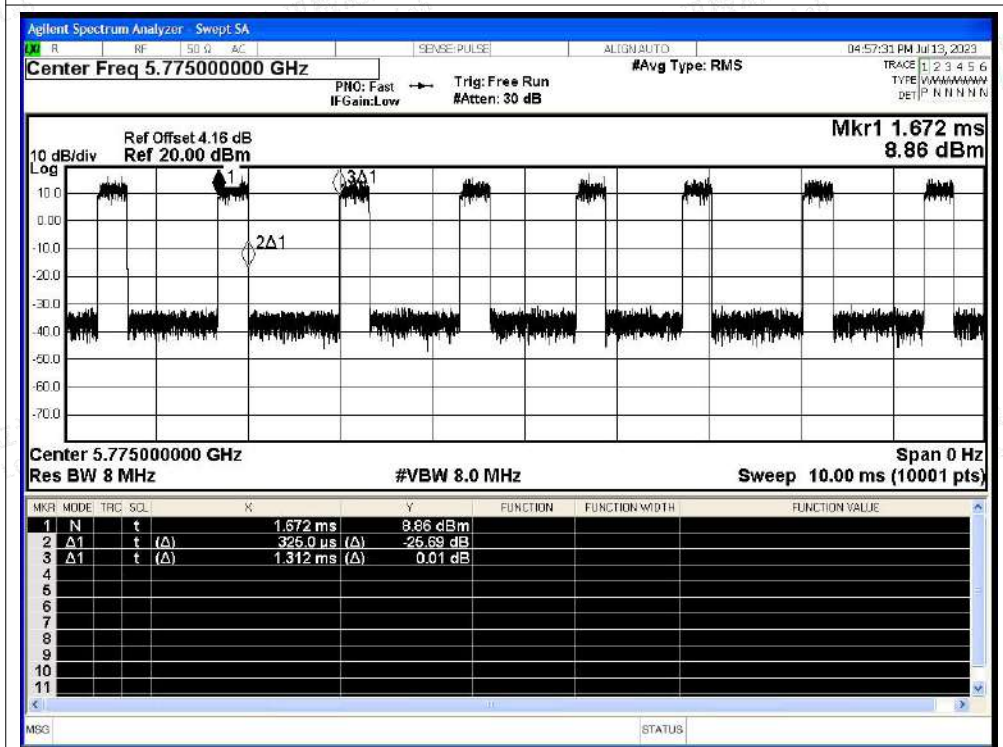 Agilent Spectrum Analyzer - Swept SA
R RF 50 Ω AC SENSE:PULSE ALIGN AUTO 04:57:31 PM Jul 13, 2023
Center Freq 5.775000000 GHz #Avg Type: RMS TRACE 1 2 3 4 5 6
PNO: Fast Trig: Free Run TYPE
IFGain:Low #Atten: 30 dB DET P N N N N N
Mkr1 1.672 ms
Ref Offset 4.16 dB 8.86 dBm
10 dB/div Ref 20.00 dBm
Log
1 3Δ1
10.0
0.00
2Δ1
-10.0
-20.0
-30.0
-40.0
-50.0
-60.0
-70.0
Center 5.775000000 GHz Span 0 Hz
Res BW 8 MHz #VBW 8.0 MHz Sweep 10.00 ms (10001 pts)
MKR MODE TRC SCL X Y FUNCTION FUNCTION WIDTH FUNCTION VALUE
1 N t 1.672 ms 8.86 dBm
2 Δ1 t (Δ) 325.0 µs (Δ) -25.69 dB
3 Δ1 t (Δ) 1.312 ms (Δ) 0.01 dB
4
5
6
7
8
9
10
11
MSG STATUS